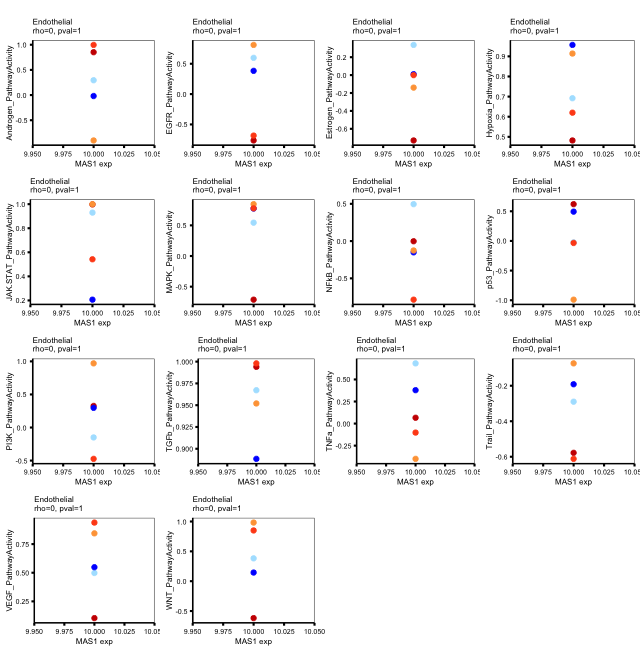 Endothelial
rho=0, pval=1
Androgen_PathwayActivity
1.0
0.5
0.0
-0.5
9.950 9.975 10.000 10.025 10.05
MAS1 exp
Endothelial
rho=0, pval=1
EGFR_PathwayActivity
0.5
0.0
-0.5
9.950 9.975 10.000 10.025 10.05
MAS1 exp
Endothelial
rho=0, pval=1
Estrogen_PathwayActivity
0.2
0.0
-0.2
-0.4
-0.6
9.950 9.975 10.000 10.025 10.05
MAS1 exp
Endothelial
rho=0, pval=1
Hypoxia_PathwayActivity
0.9
0.8
0.7
0.6
0.5
9.950 9.975 10.000 10.025 10.05
MAS1 exp
Endothelial
rho=0, pval=1
JAK.STAT_PathwayActivity
1.0
0.8
0.6
0.4
0.2
9.950 9.975 10.000 10.025 10.05
MAS1 exp
Endothelial
rho=0, pval=1
MAPK_PathwayActivity
0.5
0.0
-0.5
9.950 9.975 10.000 10.025 10.05
MAS1 exp
Endothelial
rho=0, pval=1
NFkB_PathwayActivity
0.5
0.0
-0.5
9.950 9.975 10.000 10.025 10.05
MAS1 exp
Endothelial
rho=0, pval=1
p53_PathwayActivity
0.5
0.0
-0.5
-1.0
9.950 9.975 10.000 10.025 10.05
MAS1 exp
Endothelial
rho=0, pval=1
PI3K_PathwayActivity
1.0
0.5
0.0
-0.5
9.950 9.975 10.000 10.025 10.05
MAS1 exp
Endothelial
rho=0, pval=1
TGFb_PathwayActivity
1.000
0.975
0.950
0.925
0.900
9.950 9.975 10.000 10.025 10.05
MAS1 exp
Endothelial
rho=0, pval=1
TNFa_PathwayActivity
0.50
0.25
0.00
-0.25
9.950 9.975 10.000 10.025 10.05
MAS1 exp
Endothelial
rho=0, pval=1
Trail_PathwayActivity
-0.2
-0.4
-0.6
9.950 9.975 10.000 10.025 10.05
MAS1 exp
Endothelial
rho=0, pval=1
VEGF_PathwayActivity
0.75
0.50
0.25
9.950 9.975 10.000 10.025 10.05
MAS1 exp
Endothelial
rho=0, pval=1
WNT_PathwayActivity
1.0
0.5
0.0
-0.5
9.950 9.975 10.000 10.025 10.050
MAS1 exp